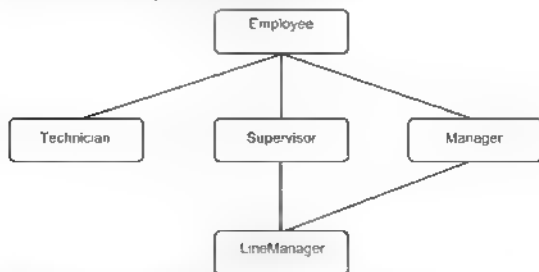 Employee
Technician
Supervisor
Manager
LineManager